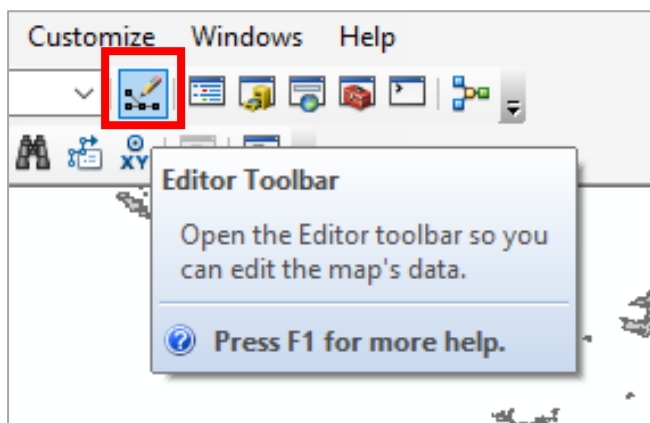 Customize Windows Help
XY
Editor Toolbar
Open the Editor toolbar so you
can edit the map's data.
Press F1 for more help.